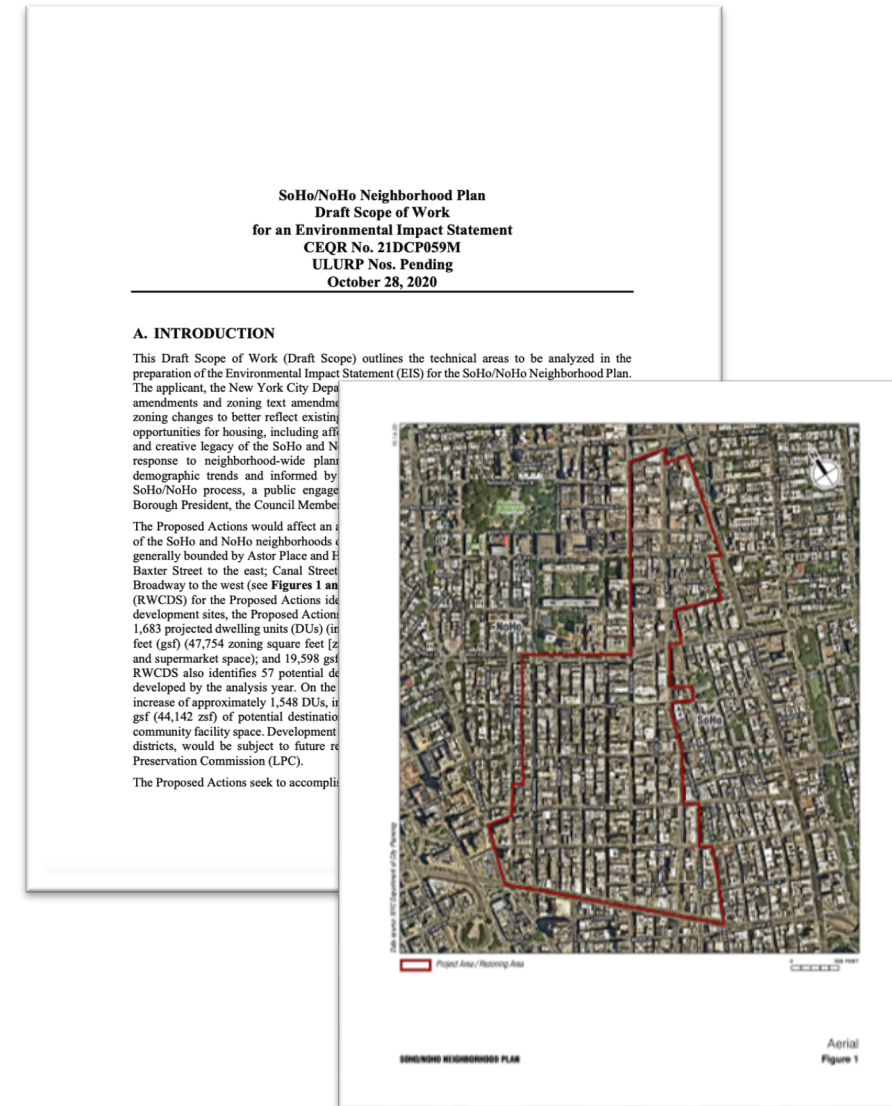 SoHo/NoHo Neighborhood Plan
Draft Scope of Work
for an Environmental Impact Statement
CEQR No. 21DCP059M
ULURP Nos. Pending
October 28, 2020
A. INTRODUCTION
This Draft Scope of Work (Draft Scope) outlines the technical areas to be analyzed in the
preparation of the Environmental Impact Statement (EIS) for the SoHo/NoHo Neighborhood Plan.
The applicant, the New York City Depa
amendments and zoning text amendme
zoning changes to better reflect existing
opportunities for housing, including aff
and creative legacy of the SoHo and N
response to neighborhood-wide plan
demographic trends and informed by
SoHo/NoHo process, a public engage
Borough President, the Council Membe
The Proposed Actions would affect an a
of the SoHo and NoHo neighborhoods
generally bounded by Astor Place and H
Baxter Street to the east; Canal Street
Broadway to the west (see Figures 1 an
(RWCDS) for the Proposed Actions ide
development sites, the Proposed Action
1,683 projected dwelling units (DUs) (in
feet (gsf) (47,754 zoning square feet [z
and supermarket space); and 19,598 gsf
RWCDS also identifies 57 potential de
developed by the analysis year. On the
increase of approximately 1,548 DUs, in
gsf (44,142 zsf) of potential destinatio
community facility space. Development
districts, would be subject to future re
Preservation Commission (LPC).
The Proposed Actions seek to accomplis
NoHo
SoHo
Data source: NYC Department of City Planning
Project Area / Rezoning Area
Aerial
SOHO/NOHO NEIGHBORHOOD PLAN
Figure 1